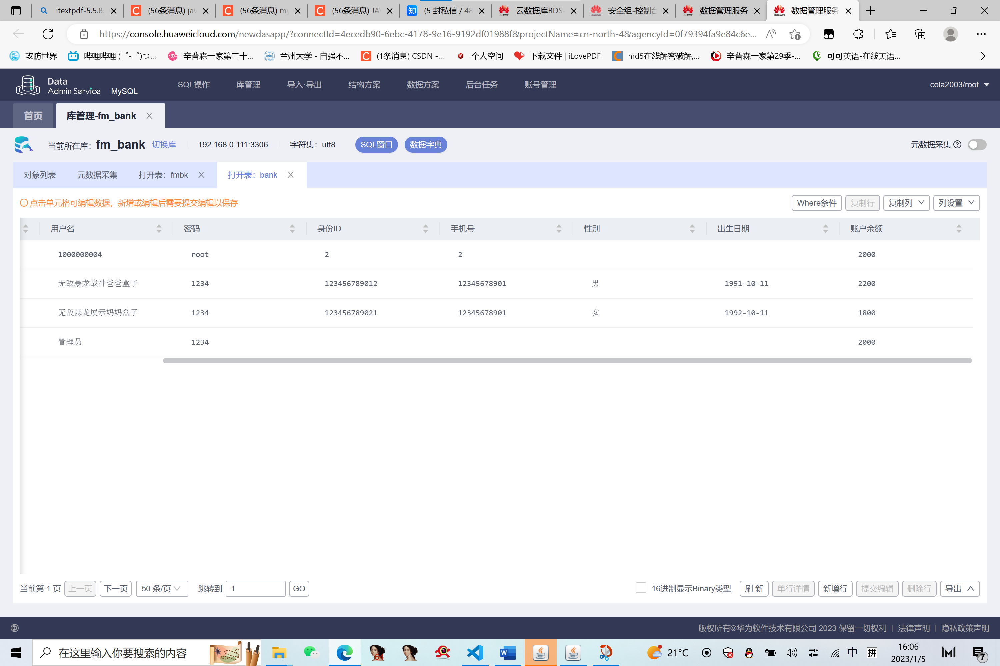 itextpdf-5.5.8. (56条消息) jav (56条消息) my (56条消息) JAV (5 封私信 / 48 云数据库RDS- 安全组-控制台 数据管理服务 数据管理服务
https://console.huaweicloud.com/newdasapp/?connectId=4ecedb90-6ebc-4178-9e16-9192df01988f&projectName=cn-north-4&agencyId=0f79394fa9e84c6e...
攻防世界 哔哩哔哩 ( ゜- ゜)つ... 辛普森一家第三十... 兰州大学 - 自强不... (1条消息) CSDN -... 个人空间 下载文件 | iLovePDF md5在线解密破解,... 辛普森一家第29季-... 可可英语-在线英语...
Data Admin Service MySQL SQL操作 库管理 导入·导出 结构方案 数据方案 后台任务 账号管理 cola2003/root
首页 库管理-fm_bank X
当前所在库: fm_bank 切换库 | 192.168.0.111:3306 | 字符集: utf8 SQL窗口 数据字典 元数据采集
对象列表 元数据采集 打开表: fmbk X 打开表: bank X
点击单元格可编辑数据，新增或编辑后需要提交编辑以保存 Where条件 复制行 复制列 列设置
用户名 密码 身份ID 手机号 性别 出生日期 账户余额
1000000004 root 2 2 2000
无敌暴龙战神爸爸盒子 1234 123456789012 12345678901 男 1991-10-11 2200
无敌暴龙展示妈妈盒子 1234 123456789021 12345678901 女 1992-10-11 1800
管理员 1234 2000
当前第 1 页 上一页 下一页 50 条/页 跳转到 1 GO 16进制显示Binary类型 刷 新 单行详情 新增行 提交编辑 删除行 导出
版权所有©华为软件技术有限公司 2023 保留一切权利 | 法律声明 | 隐私政策声明
在这里输入你要搜索的内容 64 21°C 中 拼 16:06 7
2023/1/5